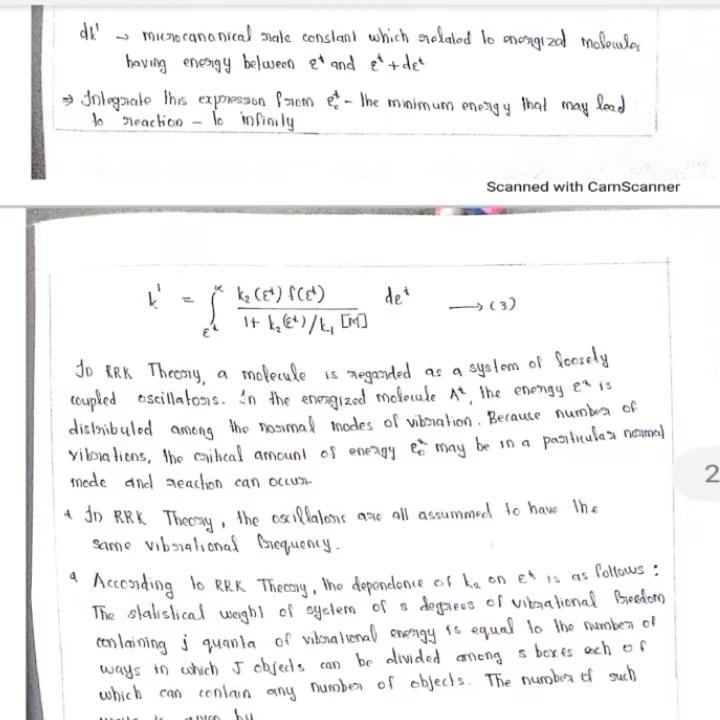 dk' → microcanonical rate constant which related to energized molecules
having energy between ε* and ε* + dε*
⇒ Integrate this expression from ε₀* - the minimum energy that may lead
to reaction - to infinity
Scanned with CamScanner
k' = ∫_{ε*}^{∝} k₂(ε*) f(ε*) / 1 + k₂(ε*)/k₁ [M] dε* ⟶ (3)
In RRK Theory, a molecule is regarded as a system of loosely
coupled oscillators. In the energized molecule A*, the energy ε* is
distributed among the normal modes of vibration. Because number of
vibrations, the critical amount of energy ε₀* may be in a particular normal
mode and reaction can occur.
* In RRK Theory, the oscillators are all assummed to have the
same vibrational frequency.
* According to RRK Theory, the dependence of k₂ on ε* is as follows :
The statistical weight of system of s degrees of vibrational freedom
containing j quanta of vibrational energy is equal to the number of
ways in which J objects can be divided among s boxes each of
which can contain any number of objects. The number of such
2